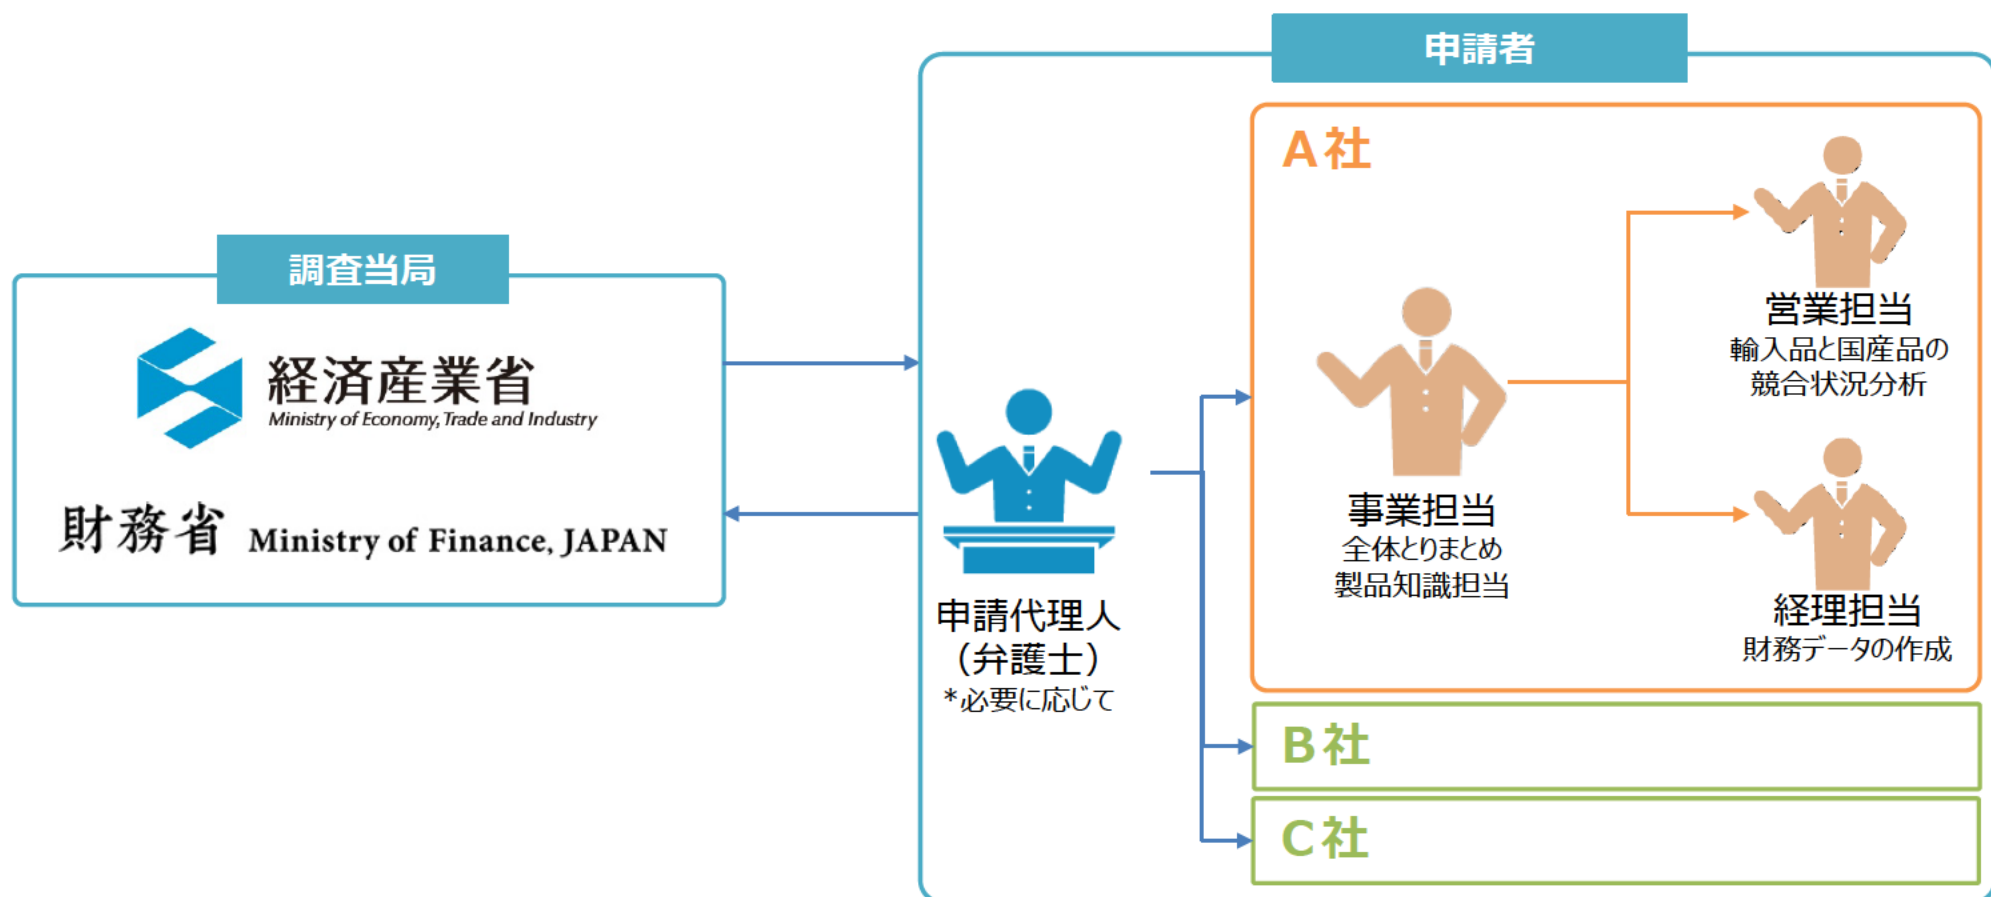 調査当局
経済産業省
Ministry of Economy, Trade and Industry
財務省 Ministry of Finance, JAPAN
申請者
申請代理人
（弁護士）
*必要に応じて
A社
事業担当
全体とりまとめ
製品知識担当
営業担当
輸入品と国産品の
競合状況分析
経理担当
財務データの作成
B社
C社